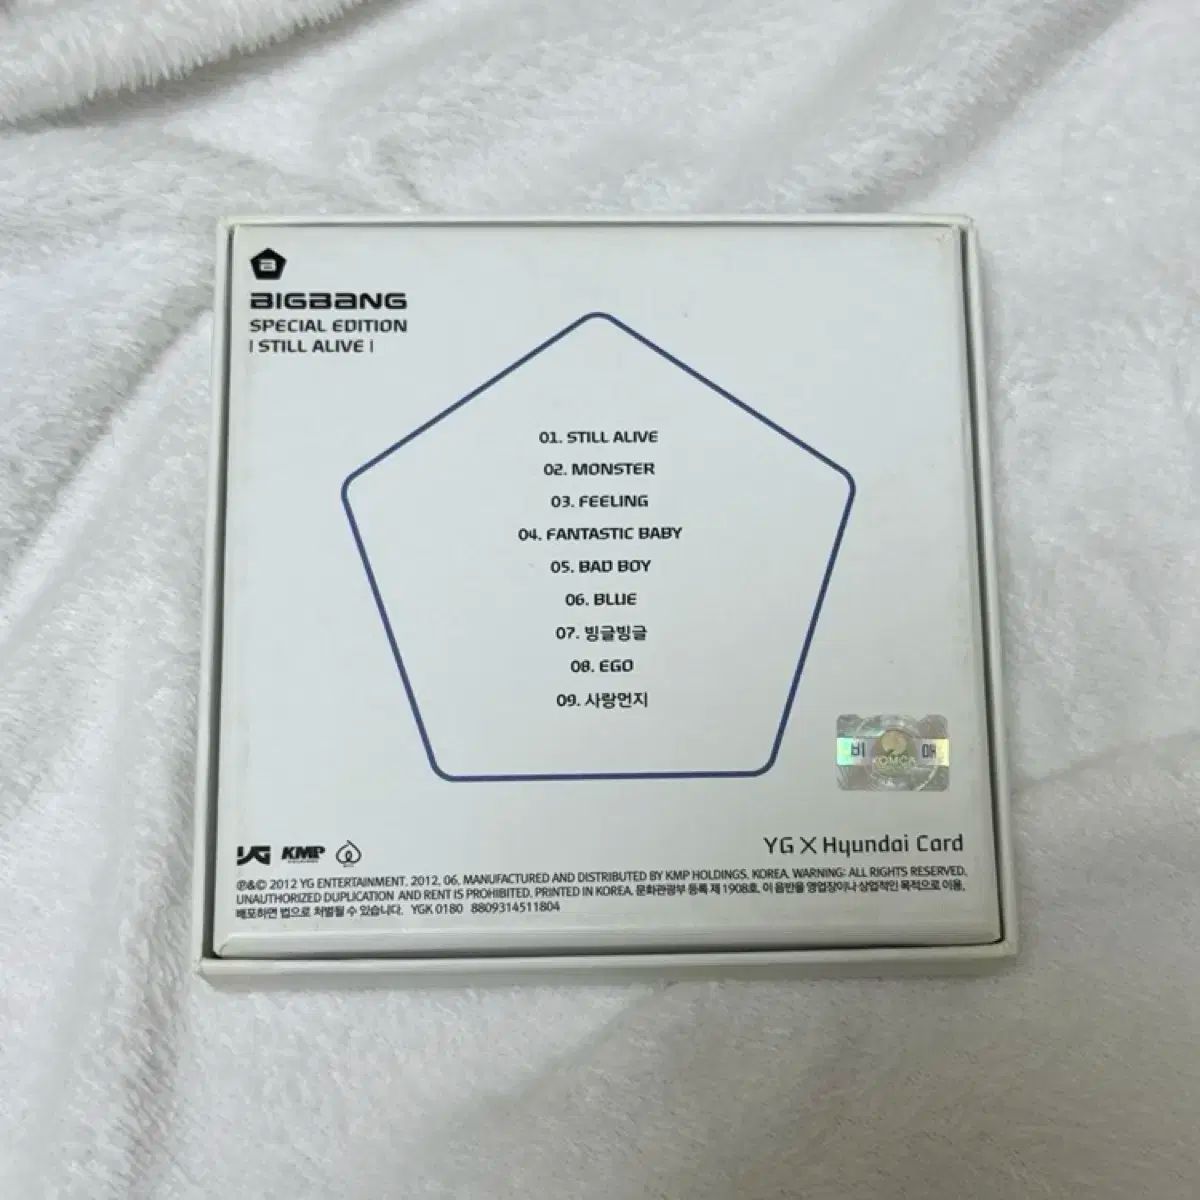 BIGBANG
SPECIAL EDITION
| STILL ALIVE |
01. STILL ALIVE
02. MONSTER
03. FEELING
04. FANTASTIC BABY
05. BAD BOY
06. BLUE
07. 빙글빙글
08. EGO
09. 사랑먼지
KOMCA
YG KMP
YG X Hyundai Card
℗&© 2012 YG ENTERTAINMENT. 2012. 06. MANUFACTURED AND DISTRIBUTED BY KMP HOLDINGS. KOREA. WARNING: ALL RIGHTS RESERVED.
UNAUTHORIZED DUPLICATION AND RENT IS PROHIBITED. PRINTED IN KOREA. 문화관광부 등록 제 1908호. 이 음반을 영업장이나 상업적인 목적으로 이용,
배포하면 법으로 처벌될 수 있습니다. YGK 0180 8809314511804